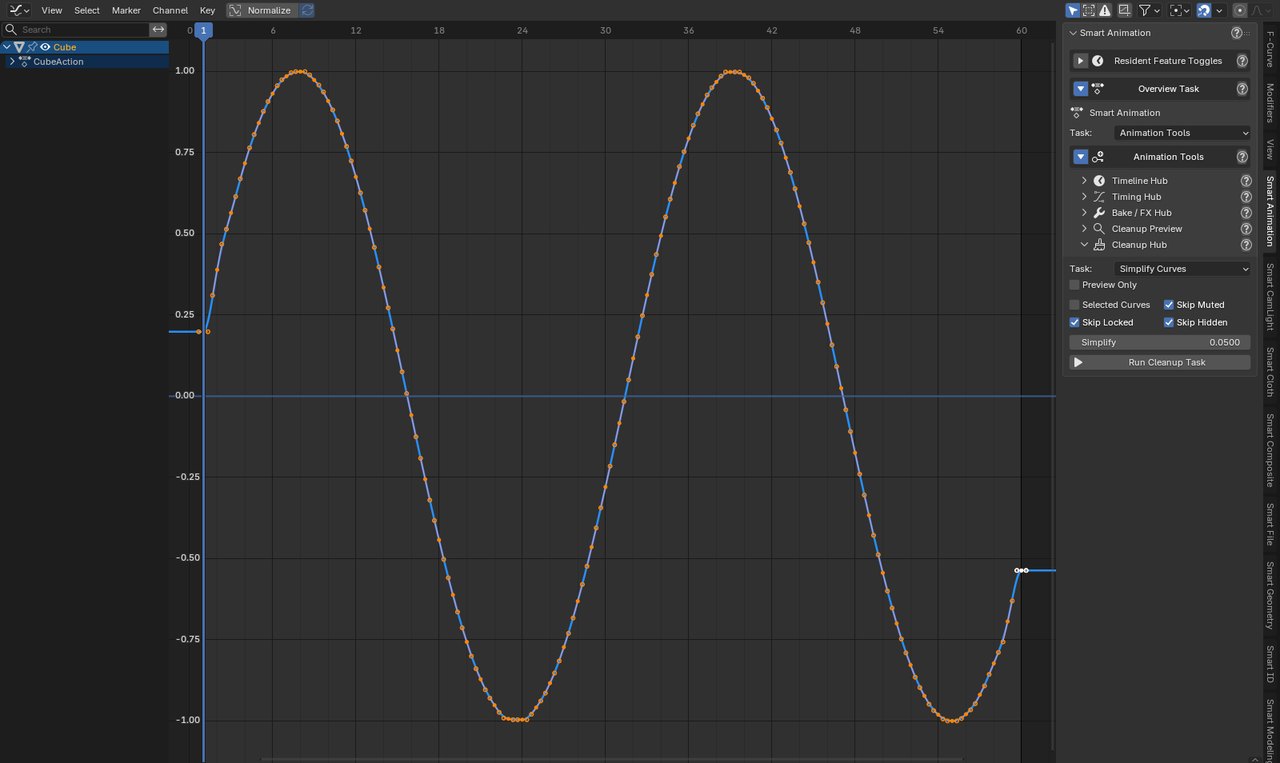 View Select Marker Channel Key Normalize
Search
Cube
CubeAction
0 1 6 12 18 24 30 36 42 48 54 60
1.00
0.75
0.50
0.25
0.00
-0.25
-0.50
-0.75
-1.00
Smart Animation
Resident Feature Toggles
Overview Task
Smart Animation
Task: Animation Tools
Animation Tools
Timeline Hub
Timing Hub
Bake / FX Hub
Cleanup Preview
Cleanup Hub
Task: Simplify Curves
Preview Only
Selected Curves Skip Muted
Skip Locked Skip Hidden
Simplify 0.0500
Run Cleanup Task
F-Curve
Modifiers
View
Smart Animation
Smart CamLight
Smart Cloth
Smart Composite
Smart File
Smart Geometry
Smart ID
Smart Modeling